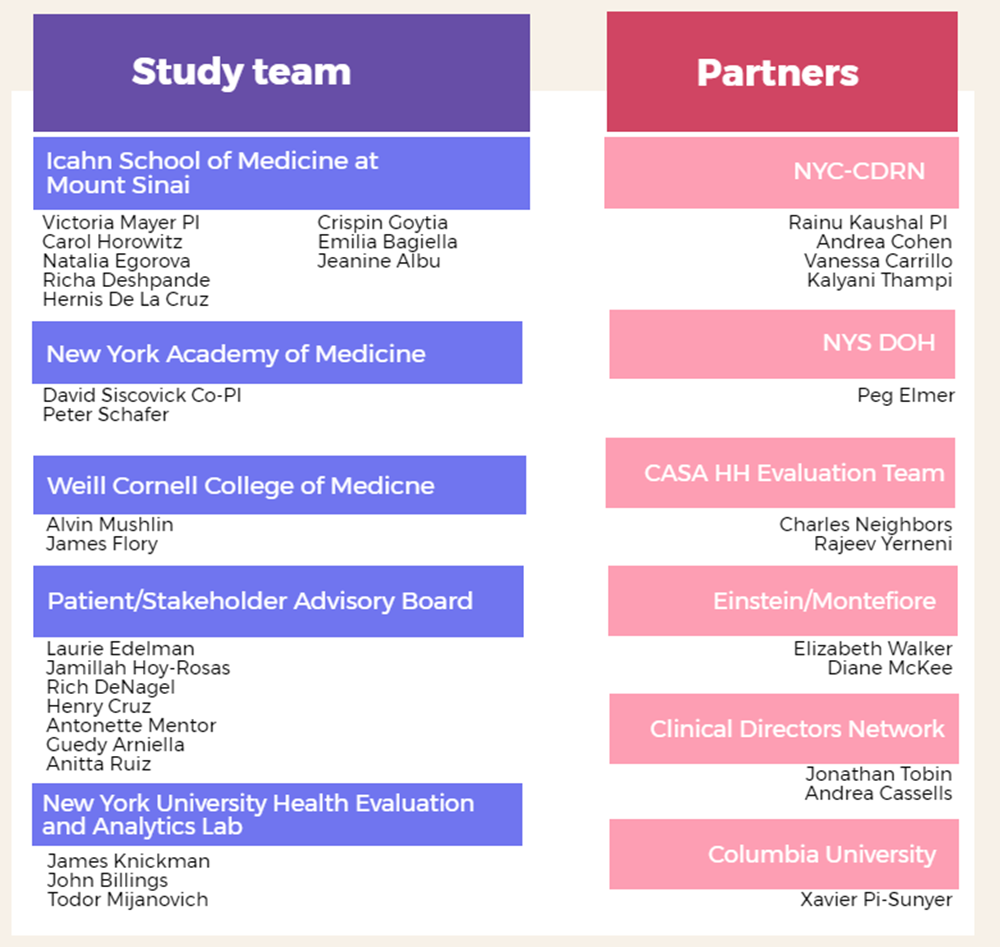 Study team
Icahn School of Medicine at
Mount Sinai
Victoria Mayer PI
Carol Horowitz
Natalia Egorova
Richa Deshpande
Hernis De La Cruz
Crispin Goytia
Emilia Bagiella
Jeanine Albu
New York Academy of Medicine
David Siscovick Co-PI
Peter Schafer
Weill Cornell College of Medicne
Alvin Mushlin
James Flory
Patient/Stakeholder Advisory Board
Laurie Edelman
Jamillah Hoy-Rosas
Rich DeNagel
Henry Cruz
Antonette Mentor
Guedy Arniella
Anitta Ruiz
New York University Health Evaluation
and Analytics Lab
James Knickman
John Billings
Todor Mijanovich
Partners
NYC-CDRN
Rainu Kaushal PI
Andrea Cohen
Vanessa Carrillo
Kalyani Thampi
NYS DOH
Peg Elmer
CASA HH Evaluation Team
Charles Neighbors
Rajeev Yerneni
Einstein/Montefiore
Elizabeth Walker
Diane McKee
Clinical Directors Network
Jonathan Tobin
Andrea Cassells
Columbia University
Xavier Pi-Sunyer